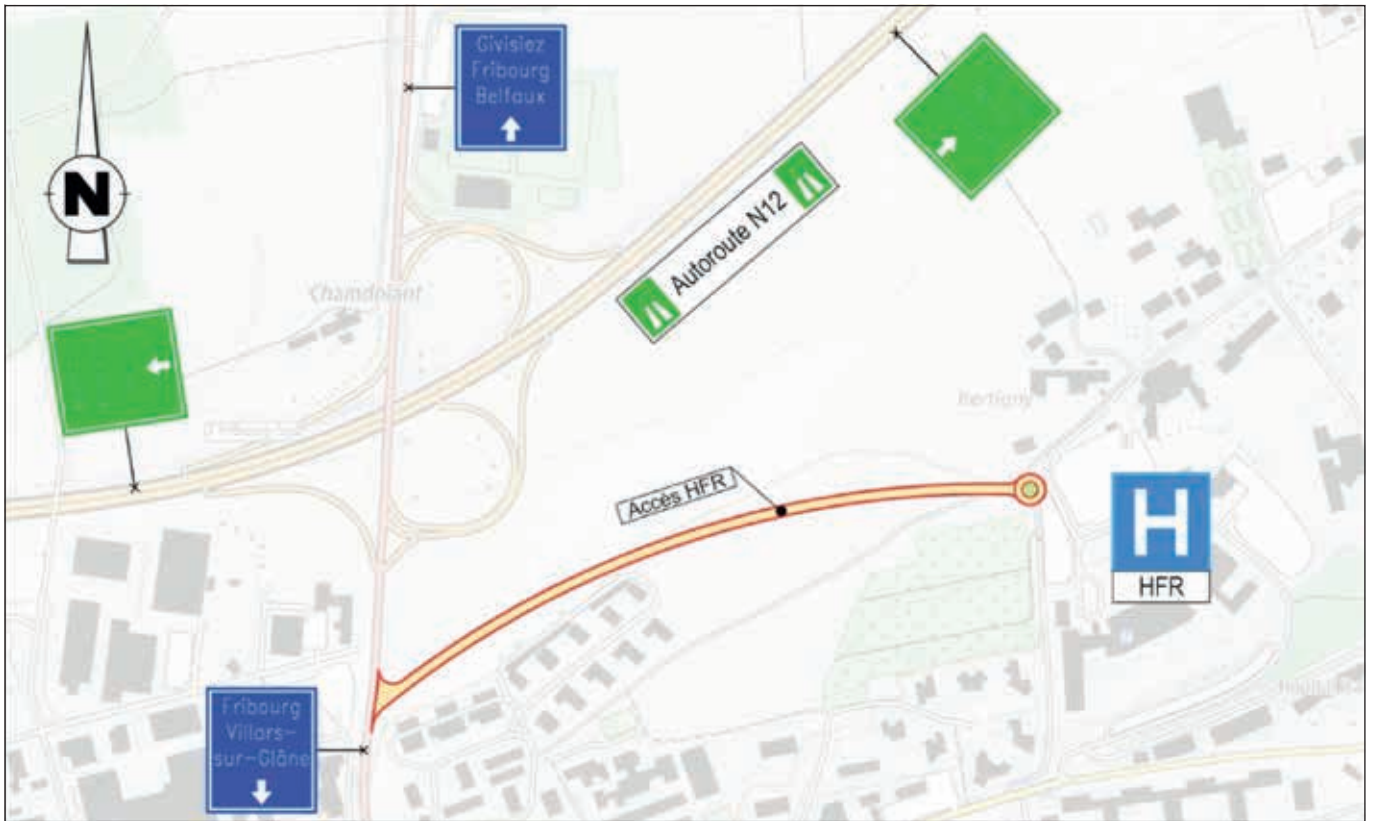 Givisiez
Fribourg
Belfaux
N
Autoroute N12
Chamdolant
Bertigny
Accès HFR
H
HFR
Fribourg
Villars-
sur-Glâne